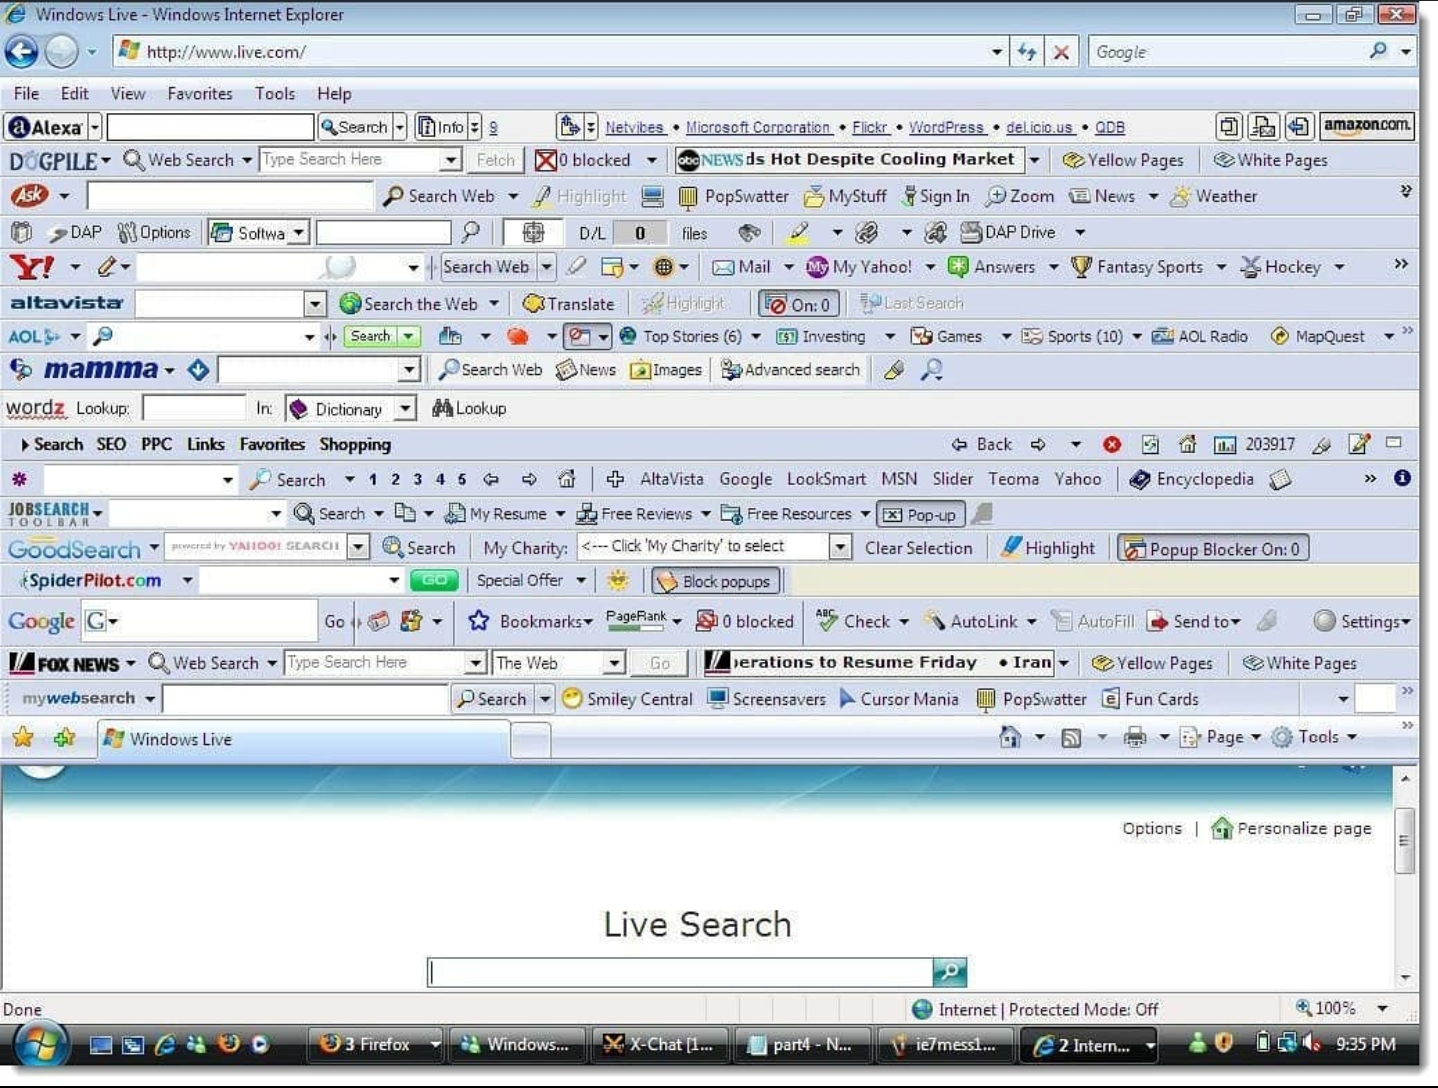 Windows Live - Windows Internet Explorer
http://www.live.com/ Google
File Edit View Favorites Tools Help
Alexa Search Info 9 Netvibes • Microsoft Corporation • Flickr • WordPress • del.icio.us • QDB amazon.com.
DOGPILE Web Search Type Search Here Fetch 0 blocked abc NEWS ds Hot Despite Cooling Market Yellow Pages White Pages
Ask Search Web Highlight PopSwatter MyStuff Sign In Zoom News Weather
DAP Options Softwa D/L 0 files DAP Drive
Y! Search Web Mail My Yahoo! Answers Fantasy Sports Hockey
altavista Search the Web Translate Highlight On: 0 Last Search
AOL Search Top Stories (6) Investing Games Sports (10) AOL Radio MapQuest
mamma Search Web News Images Advanced search
wordz Lookup: In: Dictionary Lookup
Search SEO PPC Links Favorites Shopping Back 203917
Search 1 2 3 4 5 AltaVista Google LookSmart MSN Slider Teoma Yahoo Encyclopedia
JOBSEARCH TOOLBAR Search My Resume Free Reviews Free Resources Pop-up
GoodSearch powered by YAHOO! SEARCH Search My Charity: <--- Click 'My Charity' to select Clear Selection Highlight Popup Blocker On: 0
SpiderPilot.com GO Special Offer Block popups
Google G Go Bookmarks PageRank 0 blocked ABC Check AutoLink AutoFill Send to Settings
FOX NEWS Web Search Type Search Here The Web Go erations to Resume Friday • Iran Yellow Pages White Pages
mywebsearch Search Smiley Central Screensavers Cursor Mania PopSwatter Fun Cards
Windows Live Page Tools
Options | Personalize page
Live Search
Done Internet | Protected Mode: Off 100%
3 Firefox Windows... X-Chat [1... part4 - N... ie7mess1... 2 Intern... 9:35 PM